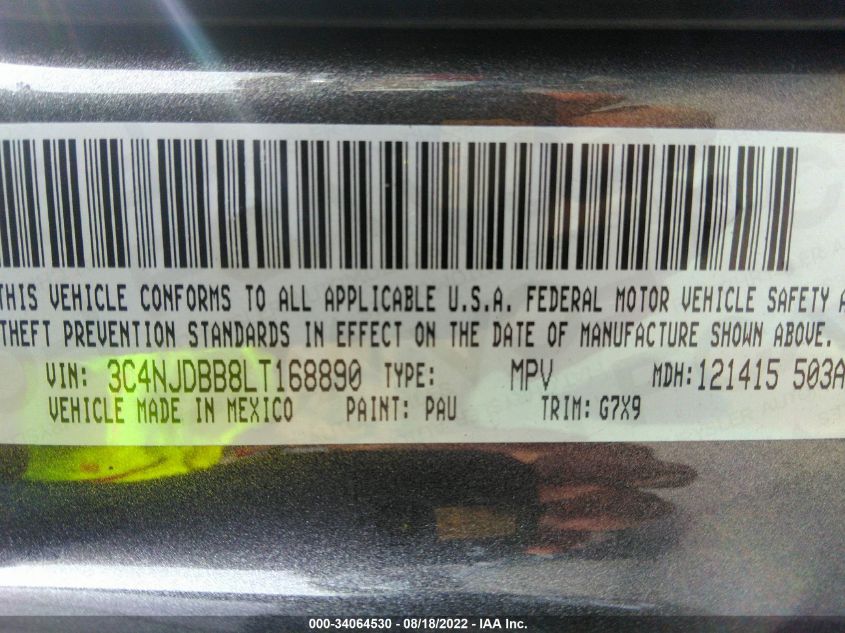 THIS VEHICLE CONFORMS TO ALL APPLICABLE U.S.A. FEDERAL MOTOR VEHICLE SAFETY
THEFT PREVENTION STANDARDS IN EFFECT ON THE DATE OF MANUFACTURE SHOWN ABOVE.
VIN: 3C4NJDBB8LT168890 TYPE: MPV MDH: 121415 503A
VEHICLE MADE IN MEXICO PAINT: PAU TRIM: G7X9
000-34064530 - 08/18/2022 - IAA Inc.